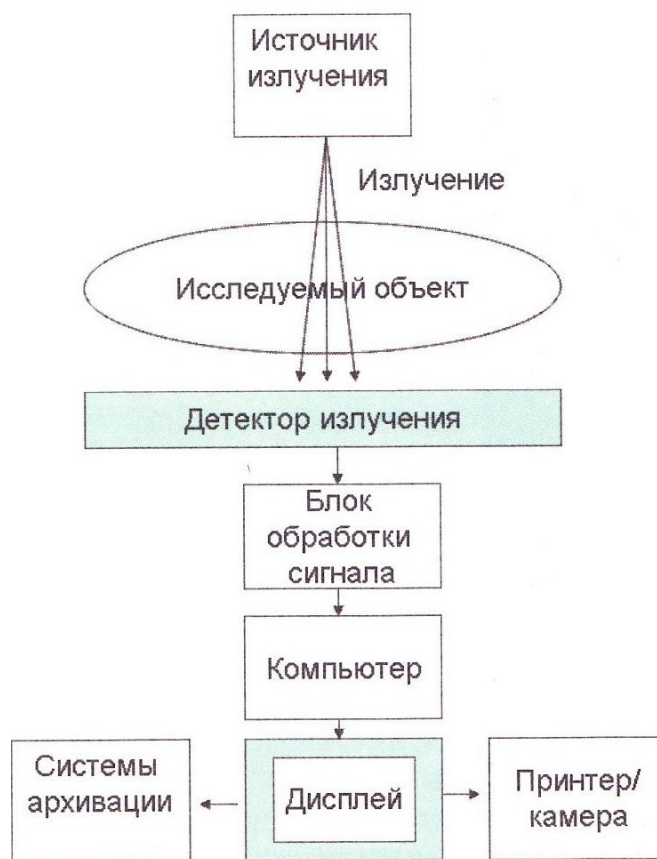 Источник
излучения
Излучение
Исследуемый объект
Детектор излучения
Блок
обработки
сигнала
Компьютер
Системы
архивации
Дисплей
Принтер/
камера